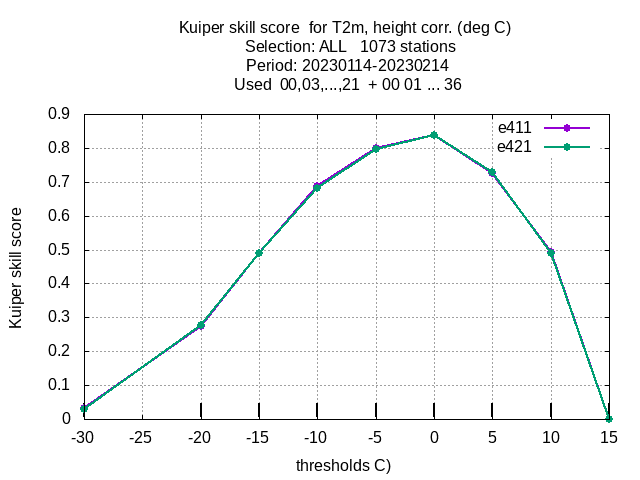 Kuiper skill score  for T2m, height corr. (deg C)
Selection: ALL   1073 stations
Period: 20230114-20230214
Used  00,03,...,21  + 00 01 ... 36
e411
e421
0.9
0.8
0.7
0.6
0.5
0.4
0.3
0.2
0.1
0
Kuiper skill score
-30 -25 -20 -15 -10 -5 0 5 10 15
thresholds C)